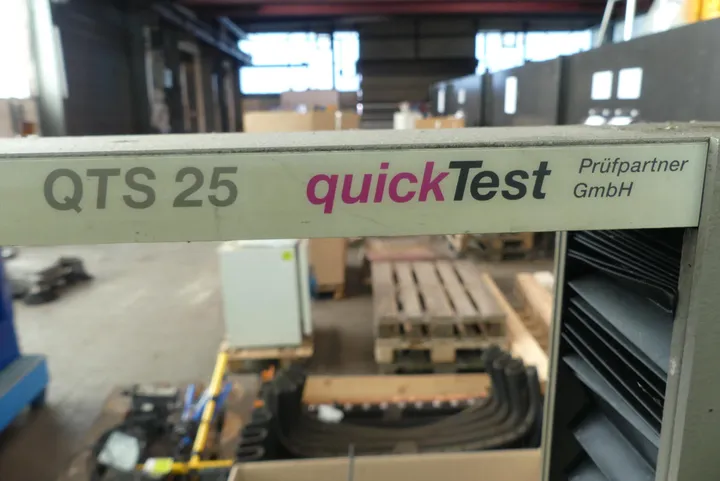 QTS 25
quickTest
Prüfpartner
GmbH